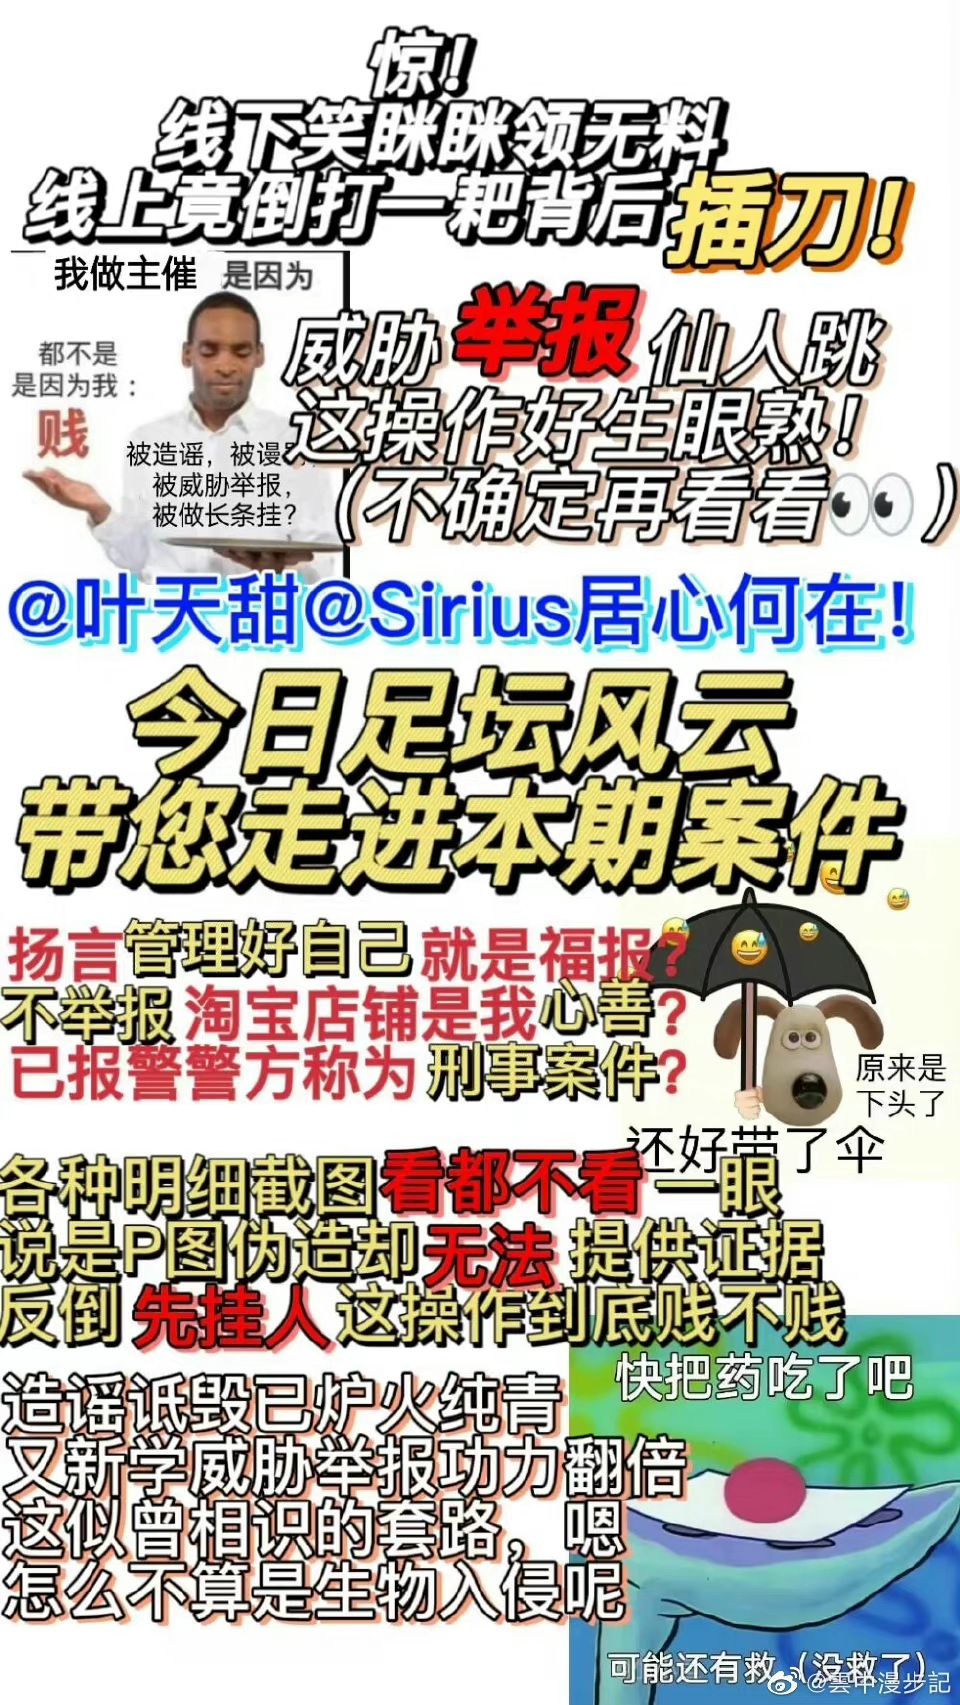 惊！
线下笑眯眯领无料
线上竟倒打一耙背后插刀！
我做主催 是因为
都不是
是因为我：
贱
被造谣，被谩
被威胁举报，
被做长条挂？
威胁举报仙人跳
这操作好生眼熟！
（不确定再看看👀）
@叶天甜@Sirius居心何在！
今日足坛风云
带您走进本期案件
扬言管理好自己就是福报？
不举报淘宝店铺是我心善？
已报警警方称为刑事案件？
原来是
下头了
还好带了伞
各种明细截图看都不看一眼
说是P图伪造却无法提供证据
反倒先挂人这操作到底贱不贱
快把药吃了吧
造谣诋毁已炉火纯青
又新学威胁举报功力翻倍
这似曾相识的套路，嗯
怎么不算是生物入侵呢
可能还有救（没救了）
@雲中漫步記